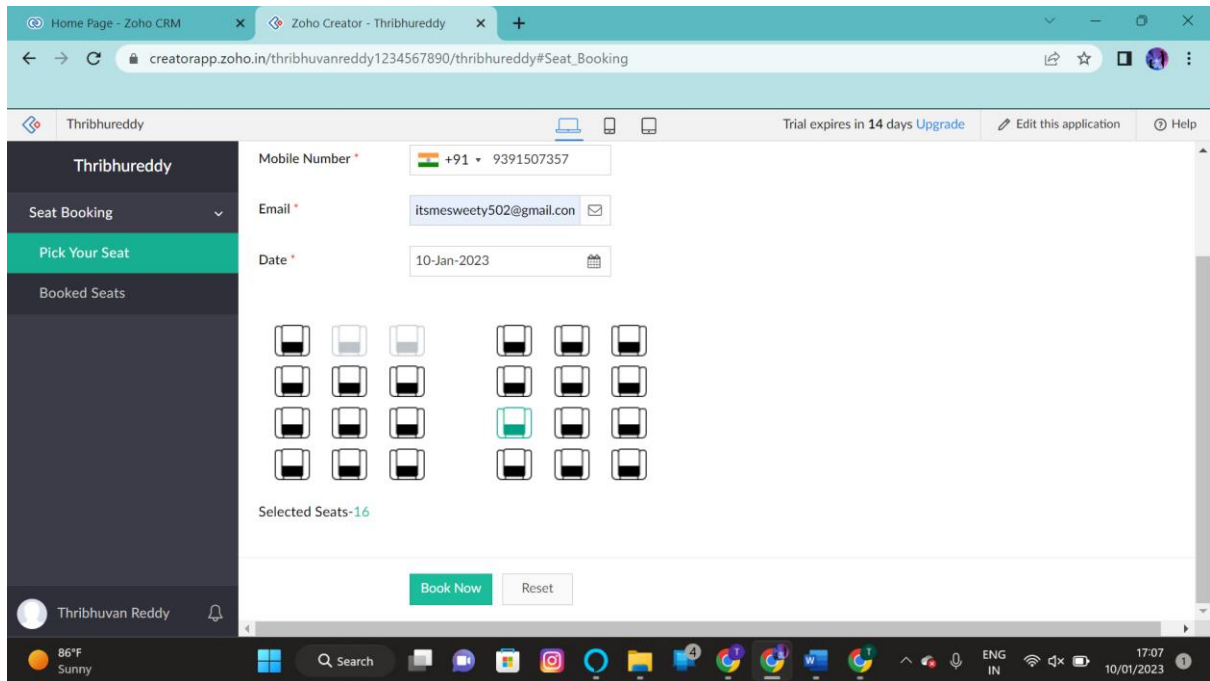 Home Page - Zoho CRM
Zoho Creator - Thribhureddy
creatorapp.zoho.in/thribhuvanreddy1234567890/thribhureddy#Seat_Booking
Thribhureddy
Trial expires in 14 days Upgrade
Edit this application
Help
Thribhureddy
Seat Booking
Pick Your Seat
Booked Seats
Thribhuvan Reddy
Mobile Number *
+91 9391507357
Email *
itsmesweety502@gmail.con
Date *
10-Jan-2023
Selected Seats-16
Book Now
Reset
86°F
Sunny
Search
4
ENG
IN
17:07
10/01/2023
1